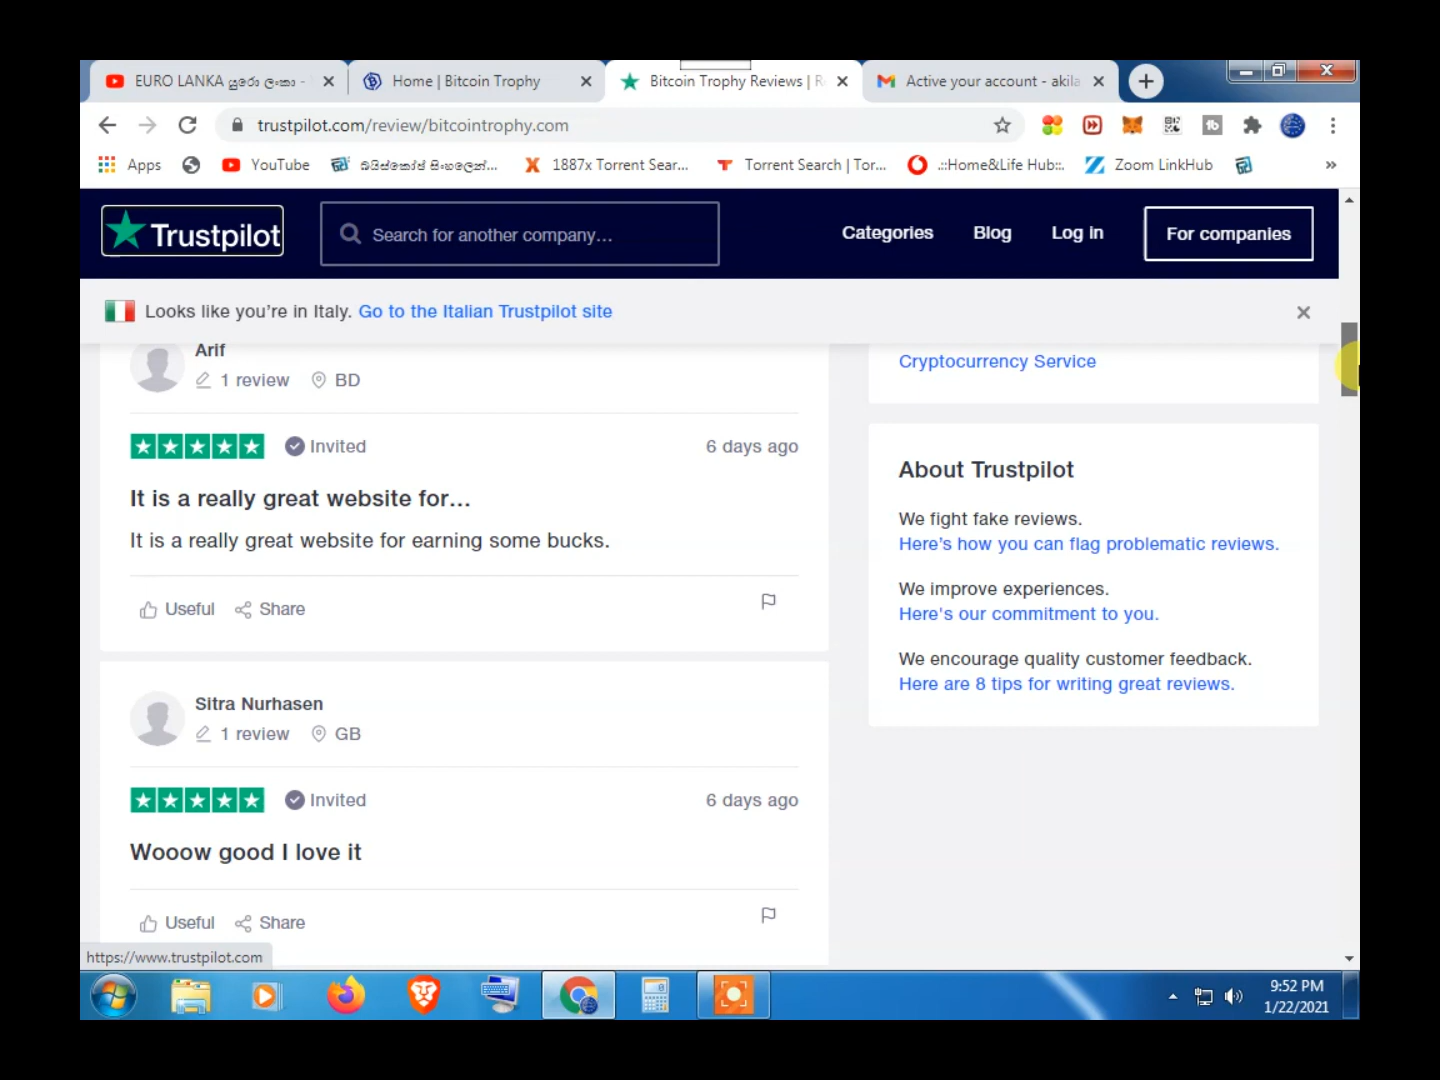 EURO LANKA යුරෝ ලංකා -
Home | Bitcoin Trophy
Bitcoin Trophy Reviews | R
Active your account - akila
trustpilot.com/review/bitcointrophy.com
Apps
YouTube
බයිස්කෝප් සිංහලෙන්...
1887x Torrent Sear...
Torrent Search | Tor...
.::Home&Life Hub::.
Zoom LinkHub
»
Trustpilot
Search for another company...
Categories
Blog
Log in
For companies
Looks like you're in Italy. Go to the Italian Trustpilot site
Arif
1 review
BD
Invited
6 days ago
It is a really great website for...
It is a really great website for earning some bucks.
Useful
Share
Sitra Nurhasen
1 review
GB
Invited
6 days ago
Wooow good I love it
Useful
Share
Cryptocurrency Service
About Trustpilot
We fight fake reviews.
Here's how you can flag problematic reviews.
We improve experiences.
Here's our commitment to you.
We encourage quality customer feedback.
Here are 8 tips for writing great reviews.
https://www.trustpilot.com
9:52 PM
1/22/2021